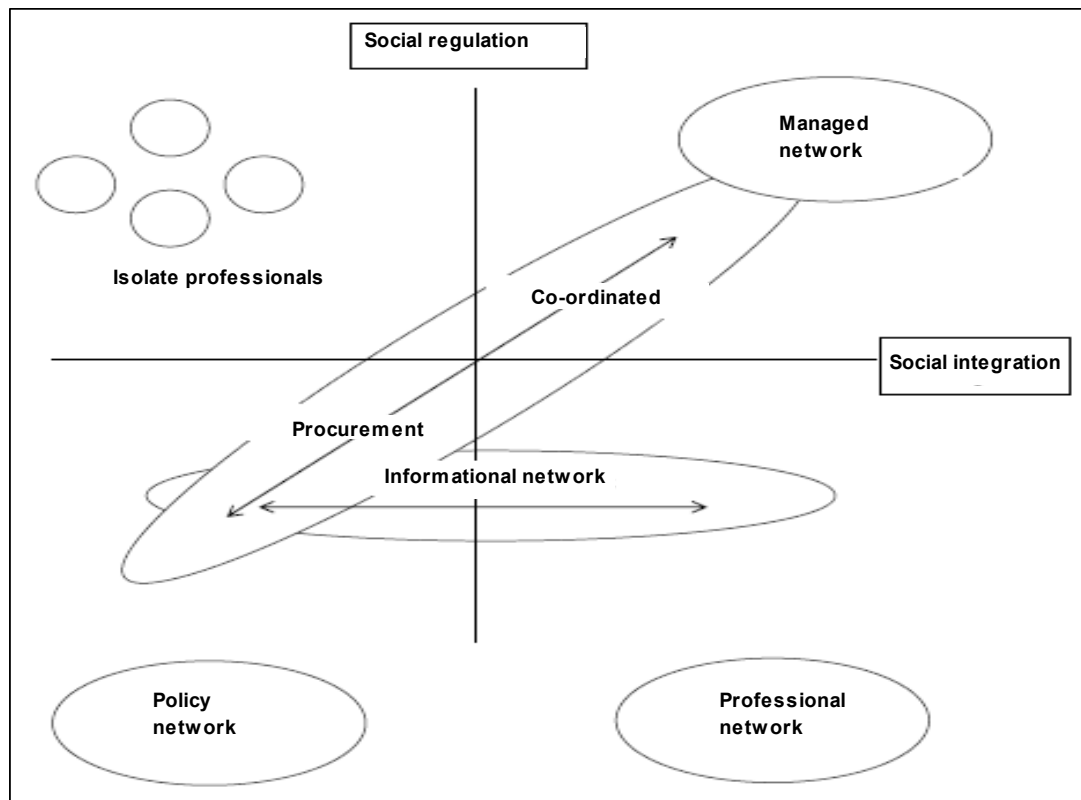 Social regulation
Managed
network
Isolate professionals
Co-ordinated
Social integration
Procurement
Informational network
Policy
network
Professional
network